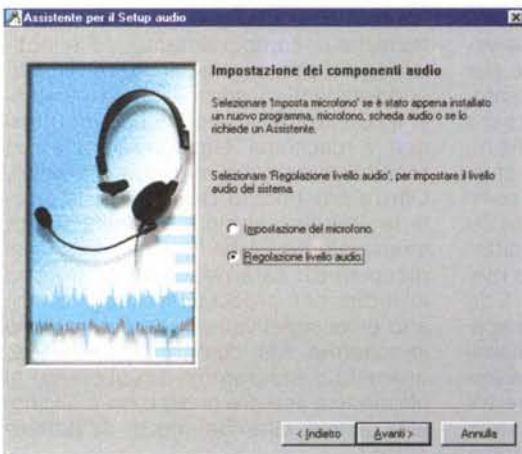 Assistente per il Setup audio
Impostazione dei componenti audio
Selezionare 'Imposta microfono' se è stato appena installato
un nuovo programma, microfono, scheda audio o se lo
richiede un Assistente.
Selezionare 'Regolazione livello audio', per impostare il livello
audio del sistema.
Impostazione del microfono.
Regolazione livello audio.
< Indietro
Avanti >
Annulla